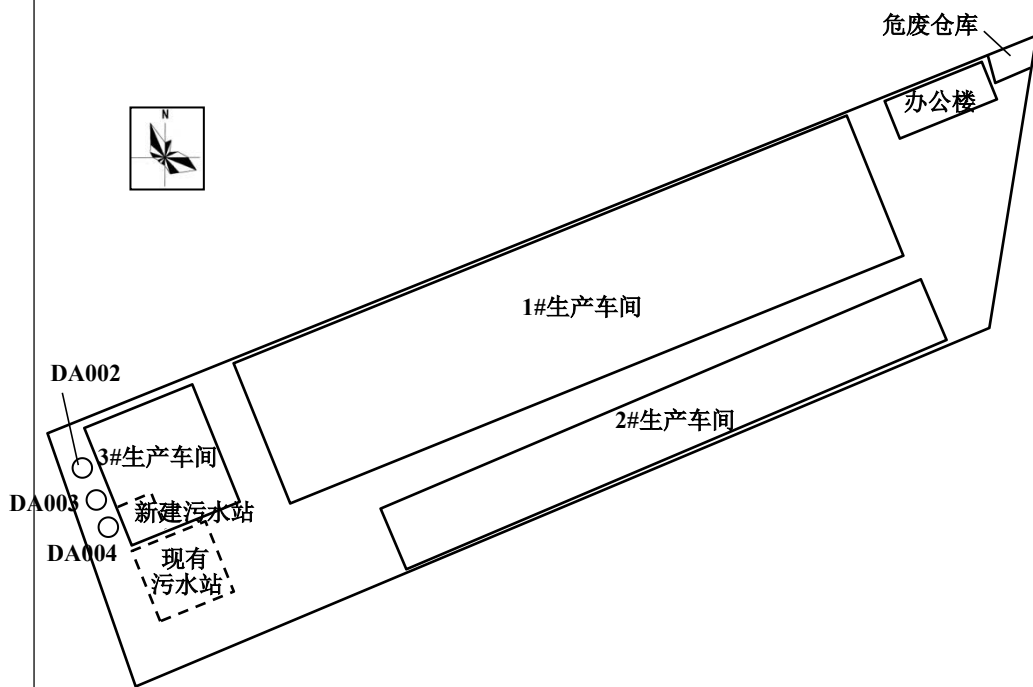 危废仓库
办公楼
N
1#生产车间
DA002
2#生产车间
3#生产车间
DA003
新建污水站
DA004
现有
污水站